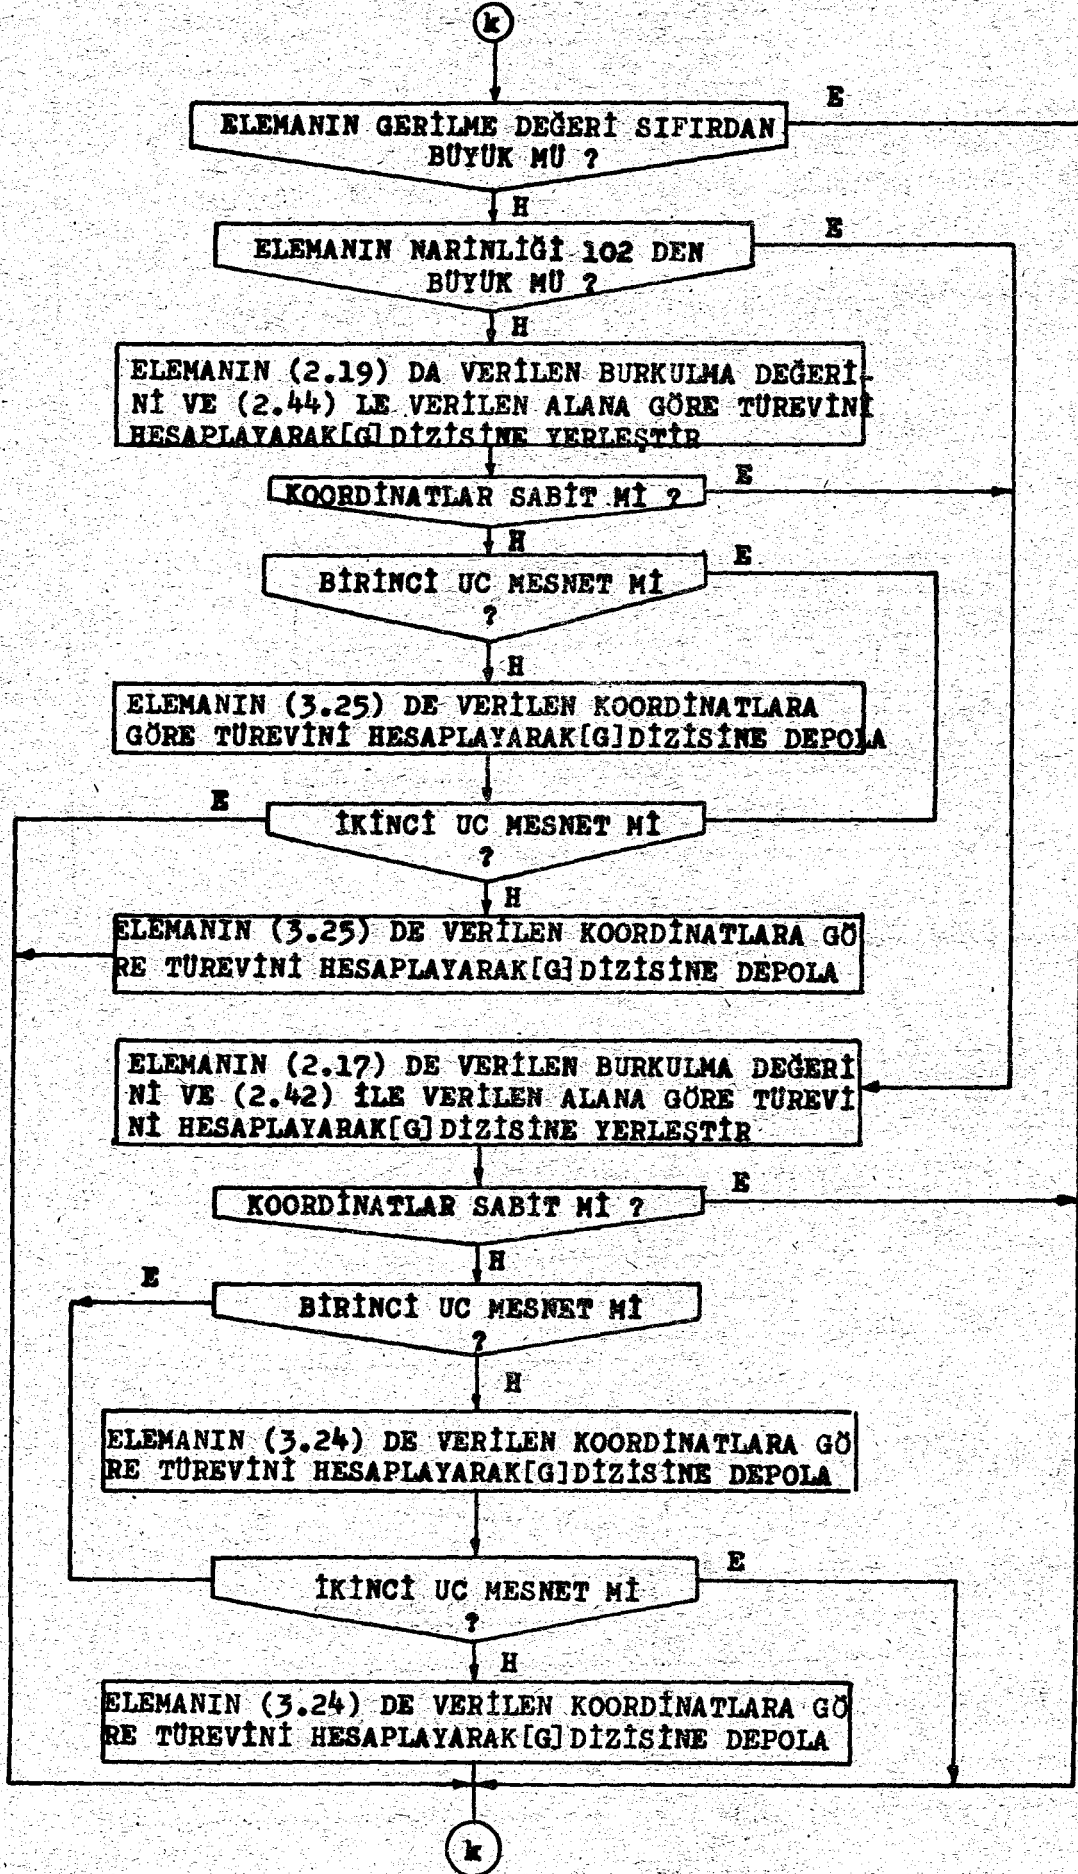 k
E
ELEMANIN GERİLME DEĞERİ SIFIRDAN
BÜYÜK MÜ ?
H
E
ELEMANIN NARİNLİĞİ 102 DEN
BÜYÜK MÜ ?
H
ELEMANIN (2.19) DA VERİLEN BURKULMA DEĞERİ-
Nİ VE (2.44) LE VERİLEN ALANA GÖRE TÜREVİNİ
HESAPLAYARAK[G]DİZİSİNE YERLEŞTİR
E
KOORDİNATLAR SABİT Mİ ?
H
E
BİRİNCİ UC MESNET Mİ
?
H
ELEMANIN (3.25) DE VERİLEN KOORDİNATLARA
GÖRE TÜREVİNİ HESAPLAYARAK[G]DİZİSİNE DEPOLA
E
İKİNCİ UC MESNET Mİ
?
H
ELEMANIN (3.25) DE VERİLEN KOORDİNATLARA GÖ
RE TÜREVİNİ HESAPLAYARAK[G]DİZİSİNE DEPOLA
ELEMANIN (2.17) DE VERİLEN BURKULMA DEĞERİ
Nİ VE (2.42) İLE VERİLEN ALANA GÖRE TÜREVİ
Nİ HESAPLAYARAK[G]DİZİSİNE YERLEŞTİR
E
KOORDİNATLAR SABİT Mİ ?
H
E
BİRİNCİ UC MESNET Mİ
?
H
ELEMANIN (3.24) DE VERİLEN KOORDİNATLARA GÖ
RE TÜREVİNİ HESAPLAYARAK[G]DİZİSİNE DEPOLA
E
İKİNCİ UC MESNET Mİ
?
H
ELEMANIN (3.24) DE VERİLEN KOORDİNATLARA GÖ
RE TÜREVİNİ HESAPLAYARAK[G]DİZİSİNE DEPOLA
k